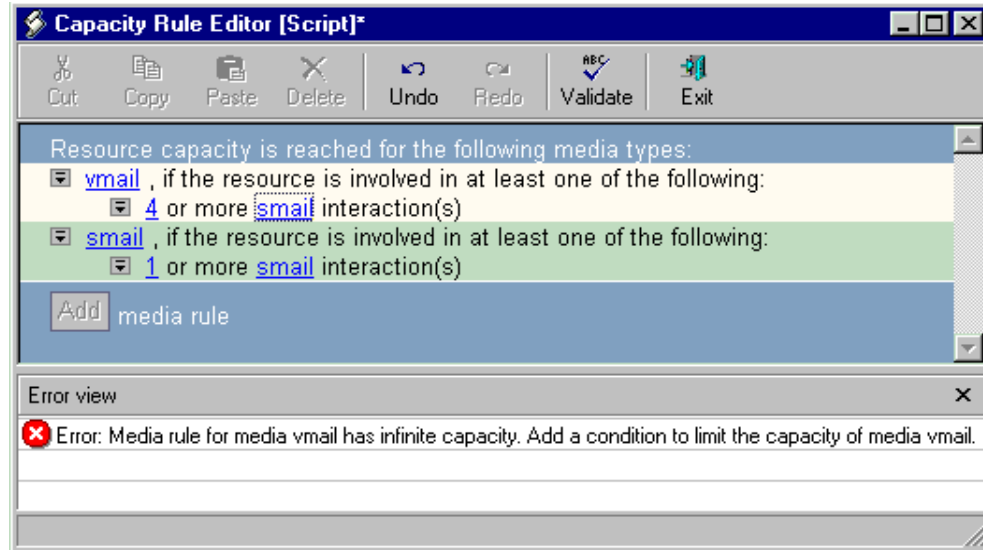 Capacity Rule Editor [Script]*
Cut Copy Paste Delete Undo Redo ABC Validate Exit
Resource capacity is reached for the following media types:
vmail , if the resource is involved in at least one of the following:
4 or more smail interaction(s)
smail , if the resource is involved in at least one of the following:
1 or more smail interaction(s)
Add media rule
Error view
Error: Media rule for media vmail has infinite capacity. Add a condition to limit the capacity of media vmail.